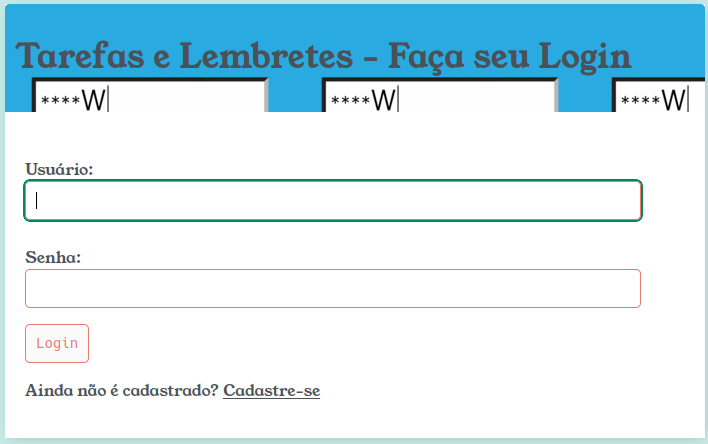 Tarefas e Lembretes - Faça seu Login
****W ****W ****W
Usuário:
Senha:
Login
Ainda não é cadastrado? Cadastre-se